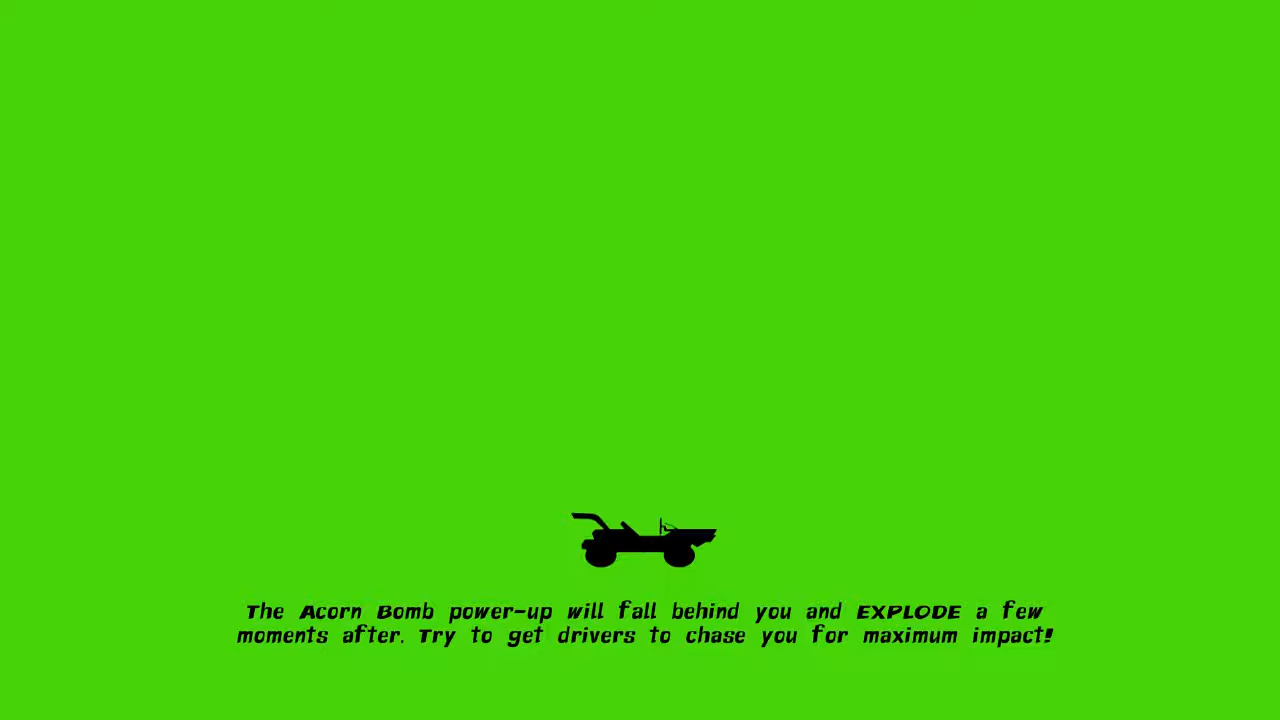 The Acorn Bomb power-up will fall behind you and EXPLODE a few
moments after. Try to get drivers to chase you for maximum impact!